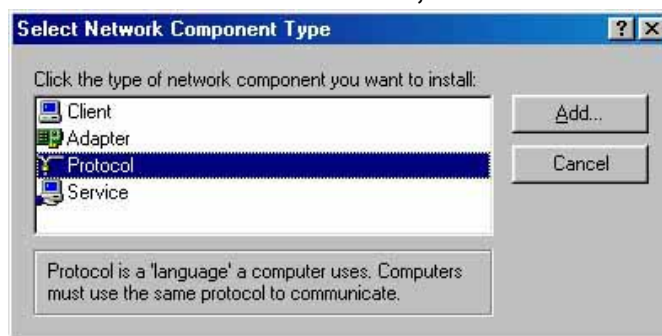 Select Network Component Type
Click the type of network component you want to install:
Client
Add...
Adapter
Protocol
Cancel
Service
Protocol is a 'language' a computer uses. Computers
must use the same protocol to communicate.